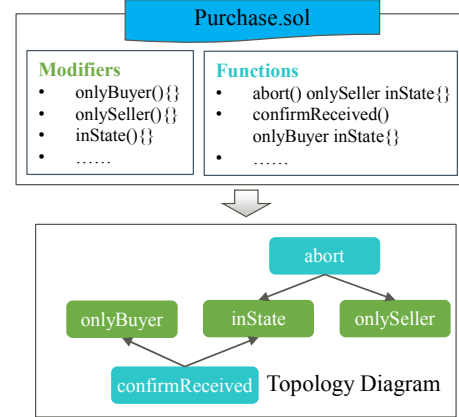 Purchase.sol
Modifiers
• onlyBuyer(){}
• onlySeller(){}
• inState(){}
• ……
Functions
• abort() onlySeller inState{}
• confirmReceived()
onlyBuyer inState{}
• ……
abort
onlyBuyer
inState
onlySeller
confirmReceived
Topology Diagram